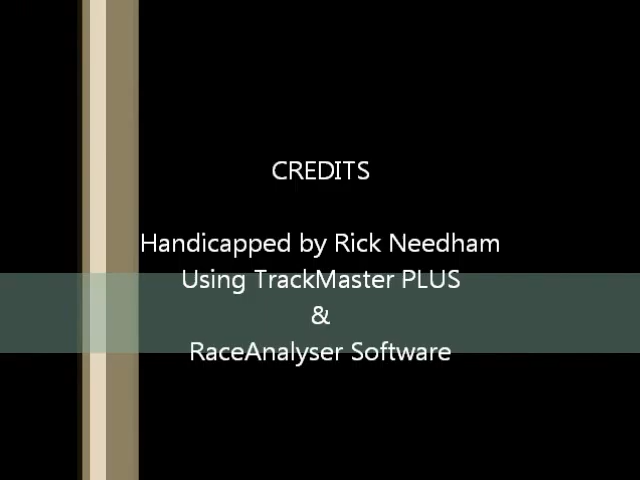 CREDITS
Handicapped by Rick Needham
Using TrackMaster PLUS
&
RaceAnalyser Software